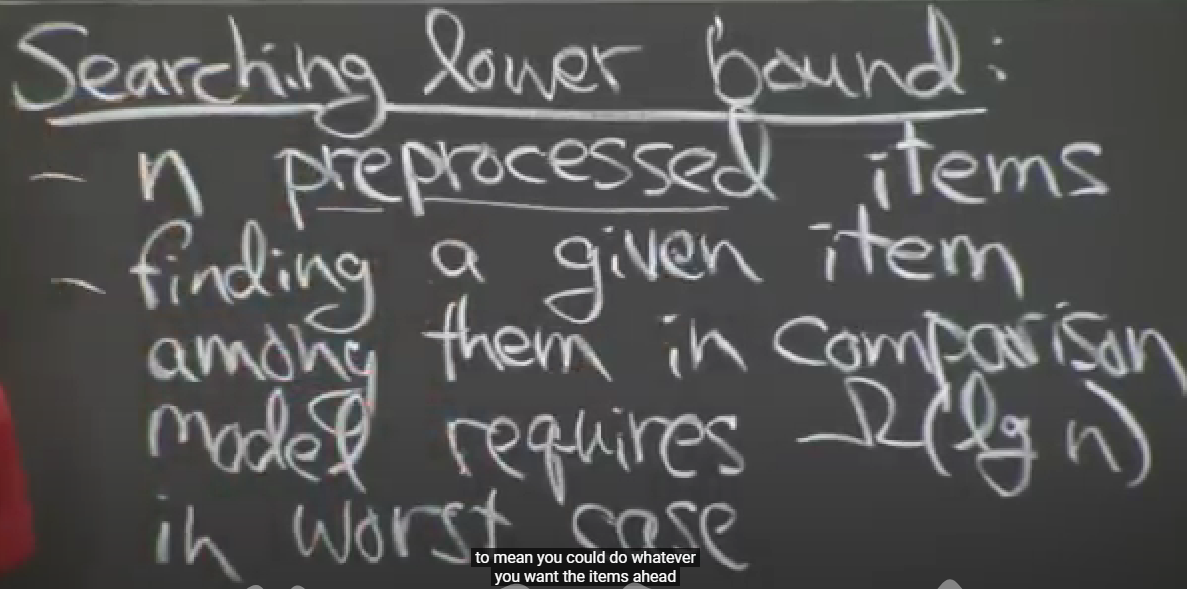 Searching lower bound:
- n preprocessed items
- finding a given item
among them in comparison
model requires Ω(lg n)
in worst case
to mean you could do whatever
you want the items ahead